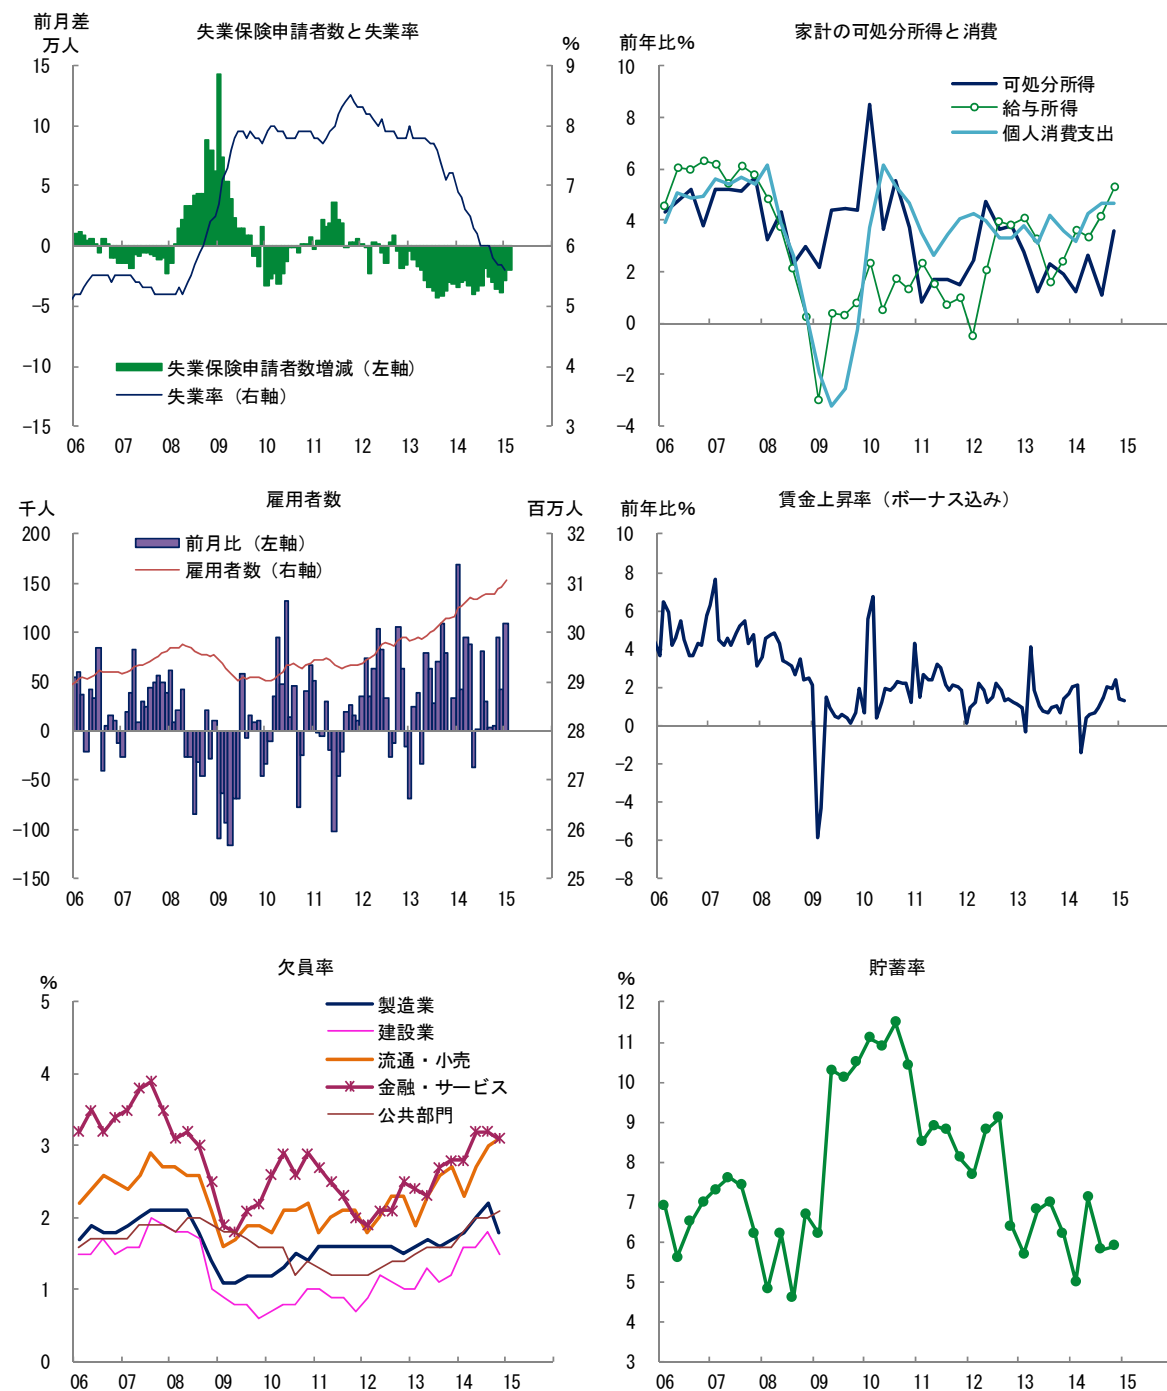 失業保険申請者数と失業率
前月差
万人
%
15
10
5
0
−5
−10
−15
9
8
7
6
5
4
3
失業保険申請者数増減（左軸）
失業率（右軸）
06 07 08 09 10 11 12 13 14 15
家計の可処分所得と消費
前年比%
10
8
6
4
2
0
−2
−4
可処分所得
給与所得
個人消費支出
06 07 08 09 10 11 12 13 14 15
雇用者数
千人
百万人
200
150
100
50
0
−50
−100
−150
32
31
30
29
28
27
26
25
前月比（左軸）
雇用者数（右軸）
06 07 08 09 10 11 12 13 14 15
賃金上昇率（ボーナス込み）
前年比%
10
8
6
4
2
0
−2
−4
−6
−8
06 07 08 09 10 11 12 13 14 15
欠員率
%
5
4
3
2
1
0
製造業
建設業
流通・小売
金融・サービス
公共部門
06 07 08 09 10 11 12 13 14 15
貯蓄率
%
12
11
10
9
8
7
6
5
4
3
06 07 08 09 10 11 12 13 14 15